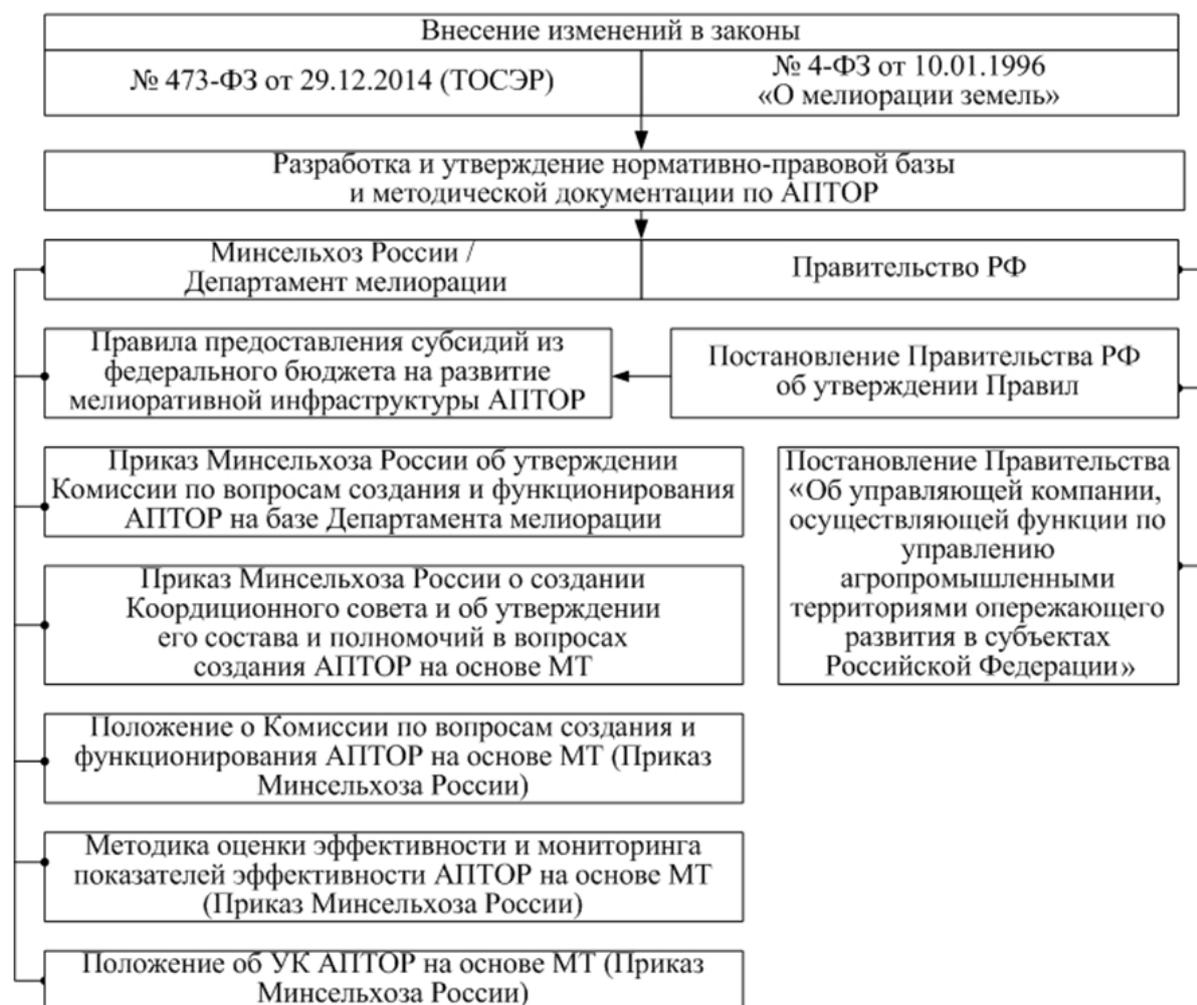 Внесение изменений в законы
№ 473-ФЗ от 29.12.2014 (ТОСЭР)
№ 4-ФЗ от 10.01.1996
«О мелиорации земель»
Разработка и утверждение нормативно-правовой базы
и методической документации по АПТОР
Минсельхоз России /
Департамент мелиорации
Правительство РФ
Правила предоставления субсидий из
федерального бюджета на развитие
мелиоративной инфраструктуры АПТОР
Постановление Правительства РФ
об утверждении Правил
Приказ Минсельхоза России об утверждении
Комиссии по вопросам создания и функционирования
АПТОР на базе Департамента мелиорации
Постановление Правительства
«Об управляющей компании,
осуществляющей функции по
управлению
агропромышленными
территориями опережающего
развития в субъектах
Российской Федерации»
Приказ Минсельхоза России о создании
Коордиционного совета и об утверждении
его состава и полномочий в вопросах
создания АПТОР на основе МТ
Положение о Комиссии по вопросам создания и
функционирования АПТОР на основе МТ (Приказ
Минсельхоза России)
Методика оценки эффективности и мониторинга
показателей эффективности АПТОР на основе МТ
(Приказ Минсельхоза России)
Положение об УК АПТОР на основе МТ (Приказ
Минсельхоза России)